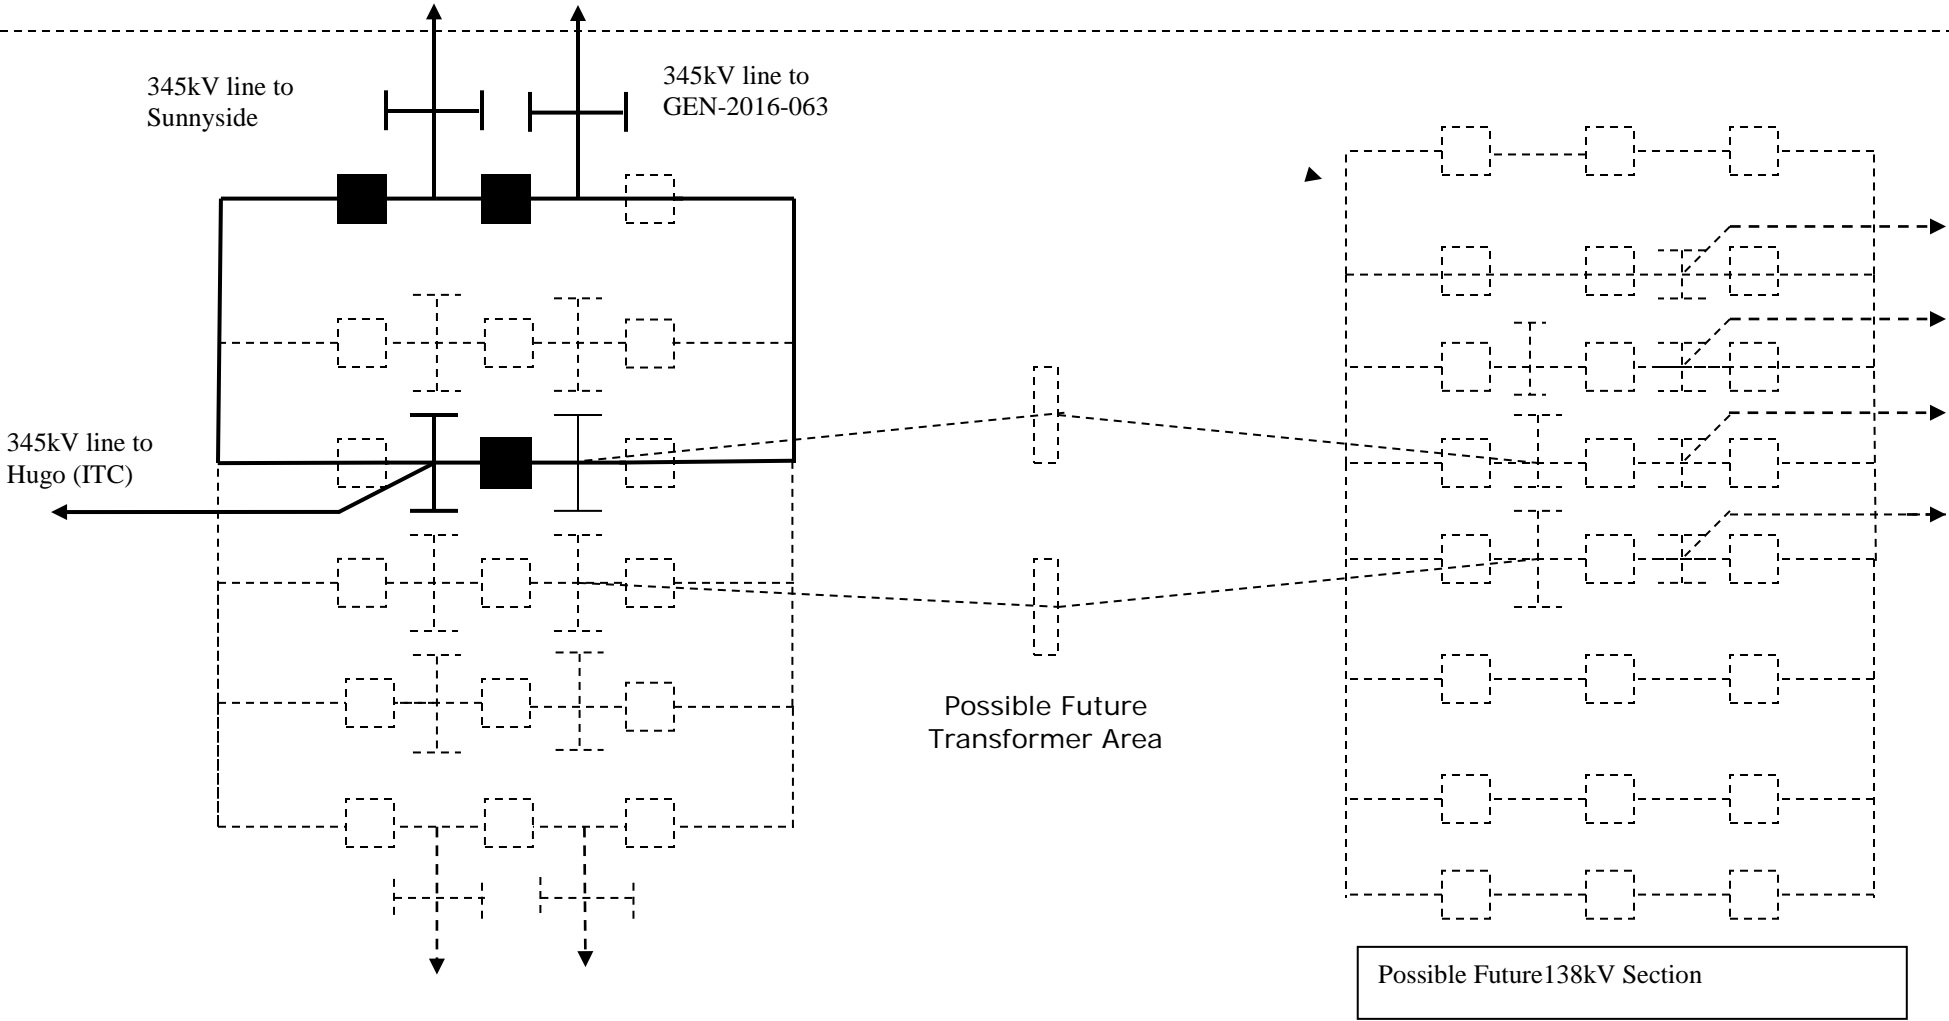 345kV line to
Sunnyside
345kV line to
GEN-2016-063
345kV line to
Hugo (ITC)
Possible Future
Transformer Area
Possible Future138kV Section